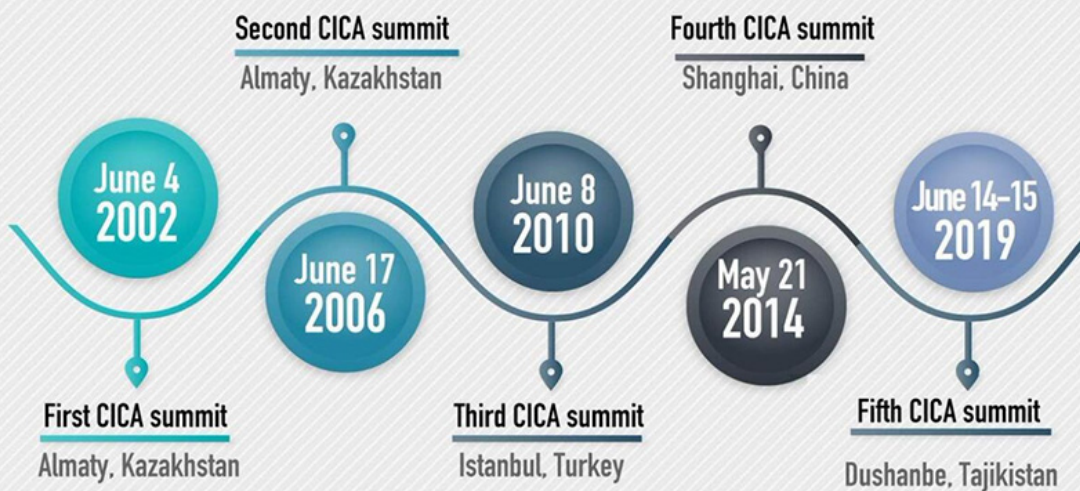 Second CICA summit
Almaty, Kazakhstan
Fourth CICA summit
Shanghai, China
June 4
2002
June 17
2006
June 8
2010
May 21
2014
June 14-15
2019
First CICA summit
Almaty, Kazakhstan
Third CICA summit
Istanbul, Turkey
Fifth CICA summit
Dushanbe, Tajikistan